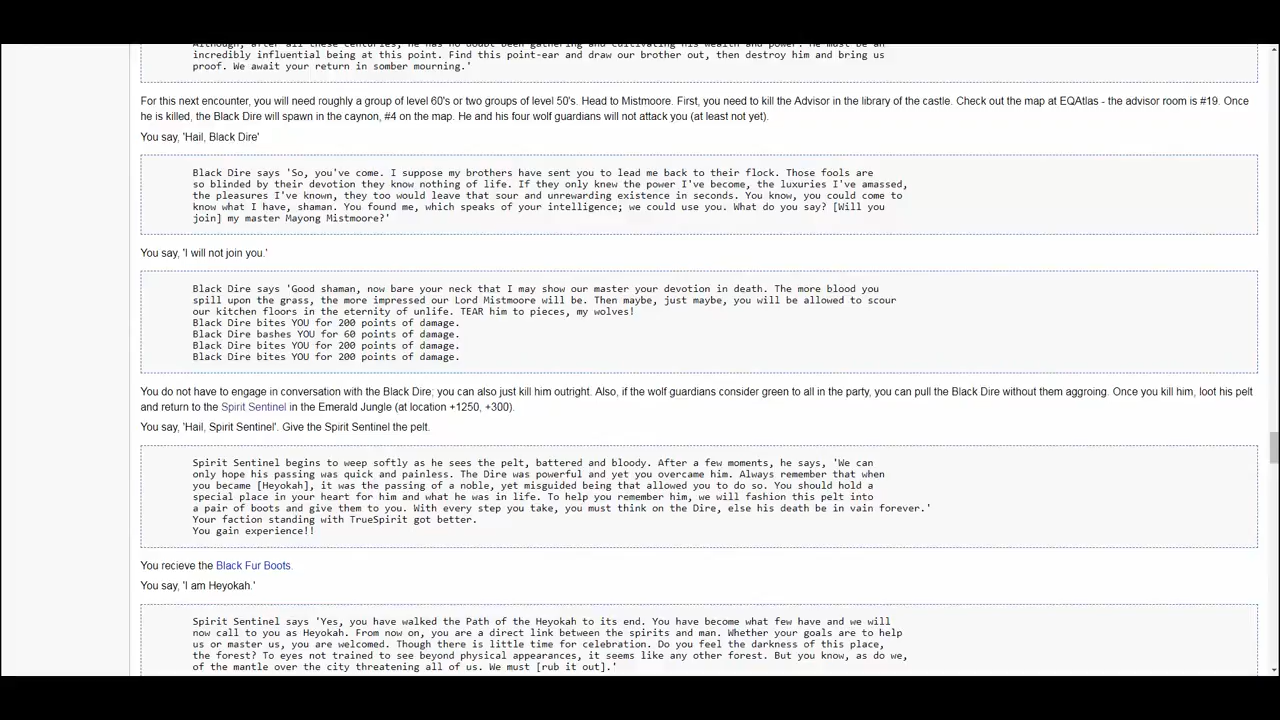 Although, after all these centuries, he has no doubt been gathering and cultivating his wealth and power. He must be an
incredibly influential being at this point. Find this point-ear and draw our brother out, then destroy him and bring us
proof. We await your return in somber mourning.'
For this next encounter, you will need roughly a group of level 60's or two groups of level 50's. Head to Mistmoore. First, you need to kill the Advisor in the library of the castle. Check out the map at EQAtlas - the advisor room is #19. Once
he is killed, the Black Dire will spawn in the caynon, #4 on the map. He and his four wolf guardians will not attack you (at least not yet).
You say, 'Hail, Black Dire'
Black Dire says 'So, you've come. I suppose my brothers have sent you to lead me back to their flock. Those fools are
so blinded by their devotion they know nothing of life. If they only knew the power I've become, the luxuries I've amassed,
the pleasures I've known, they too would leave that sour and unrewarding existence in seconds. You know, you could come to
know what I have, shaman. You found me, which speaks of your intelligence; we could use you. What do you say? [Will you
join] my master Mayong Mistmoore?'
You say, 'I will not join you.'
Black Dire says 'Good shaman, now bare your neck that I may show our master your devotion in death. The more blood you
spill upon the grass, the more impressed our Lord Mistmoore will be. Then maybe, just maybe, you will be allowed to scour
our kitchen floors in the eternity of unlife. TEAR him to pieces, my wolves!
Black Dire bites YOU for 200 points of damage.
Black Dire bashes YOU for 60 points of damage.
Black Dire bites YOU for 200 points of damage.
Black Dire bites YOU for 200 points of damage.
You do not have to engage in conversation with the Black Dire; you can also just kill him outright. Also, if the wolf guardians consider green to all in the party, you can pull the Black Dire without them aggroing. Once you kill him, loot his pelt
and return to the Spirit Sentinel in the Emerald Jungle (at location +1250, +300).
You say, 'Hail, Spirit Sentinel'. Give the Spirit Sentinel the pelt.
Spirit Sentinel begins to weep softly as he sees the pelt, battered and bloody. After a few moments, he says, 'We can
only hope his passing was quick and painless. The Dire was powerful and yet you overcame him. Always remember that when
you became [Heyokah], it was the passing of a noble, yet misguided being that allowed you to do so. You should hold a
special place in your heart for him and what he was in life. To help you remember him, we will fashion this pelt into
a pair of boots and give them to you. With every step you take, you must think on the Dire, else his death be in vain forever.'
Your faction standing with TrueSpirit got better.
You gain experience!!
You recieve the Black Fur Boots.
You say, 'I am Heyokah.'
Spirit Sentinel says 'Yes, you have walked the Path of the Heyokah to its end. You have become what few have and we will
now call to you as Heyokah. From now on, you are a direct link between the spirits and man. Whether your goals are to help
us or master us, you are welcomed. Though there is little time for celebration. Do you feel the darkness of this place,
the forest? To eyes not trained to see beyond physical appearances, it seems like any other forest. But you know, as do we,
of the mantle over the city threatening all of us. We must [rub it out].'